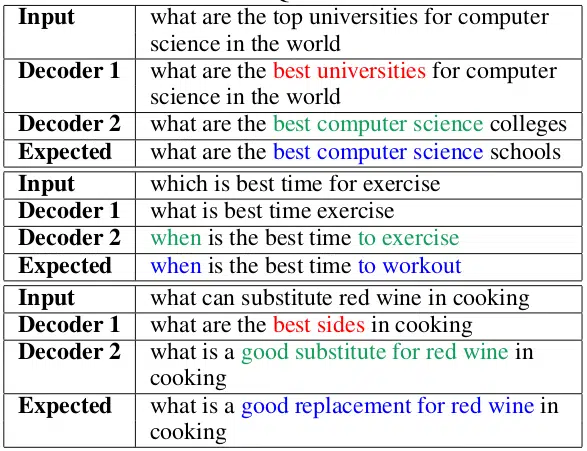 Input what are the top universities for computer
science in the world
Decoder 1 what are the best universities for computer
science in the world
Decoder 2 what are the best computer science colleges
Expected what are the best computer science schools
Input which is best time for exercise
Decoder 1 what is best time exercise
Decoder 2 when is the best time to exercise
Expected when is the best time to workout
Input what can substitute red wine in cooking
Decoder 1 what are the best sides in cooking
Decoder 2 what is a good substitute for red wine in
cooking
Expected what is a good replacement for red wine in
cooking